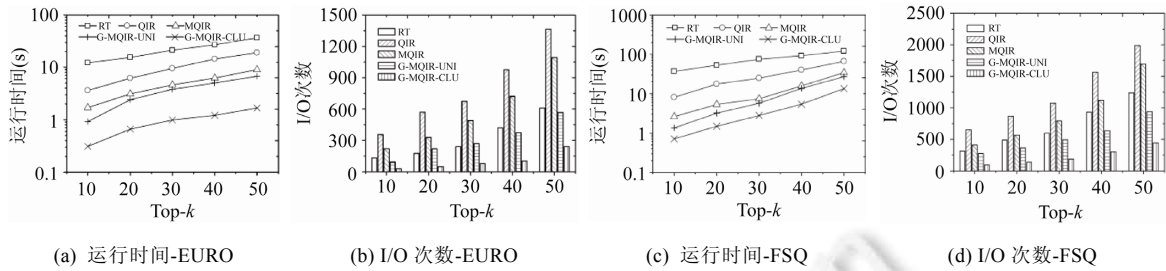 运行时间(s)
100
10
1
0.1
RT QIR MQIR
G-MQIR-UNI G-MQIR-CLU
10 20 30 40 50
Top-k
(a) 运行时间-EURO
I/O 次数
1500
1200
900
600
300
0
RT
QIR
MQIR
G-MQIR-UNI
G-MQIR-CLU
10 20 30 40 50
Top-k
(b) I/O 次数-EURO
运行时间(s)
1000
100
10
1
0.1
RT QIR MQIR
G-MQIR-UNI G-MQIR-CLU
10 20 30 40 50
Top-k
(c) 运行时间-FSQ
I/O 次数
2500
2000
1500
1000
500
0
RT
QIR
MQIR
G-MQIR-UNI
G-MQIR-CLU
10 20 30 40 50
Top-k
(d) I/O 次数-FSQ